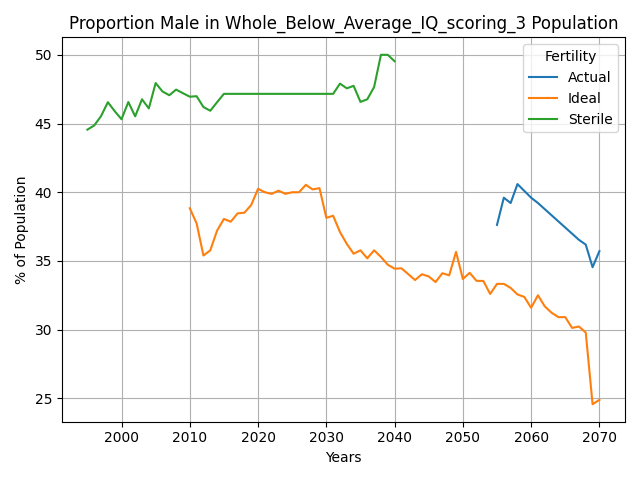 Proportion Male in Whole_Below_Average_IQ_scoring_3 Population
Fertility
Actual
Ideal
Sterile
% of Population
50
45
40
35
30
25
2000
2010
2020
2030
2040
2050
2060
2070
Years